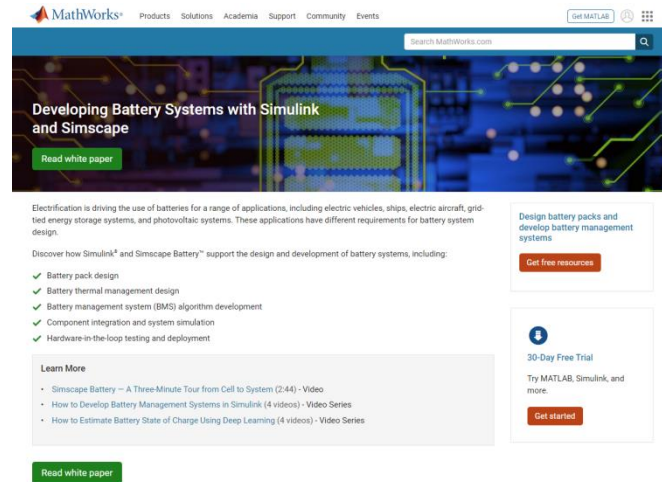 MathWorks®
Products Solutions Academia Support Community Events
Get MATLAB
Search MathWorks.com
Developing Battery Systems with Simulink
and Simscape
Read white paper
Electrification is driving the use of batteries for a range of applications, including electric vehicles, ships, electric aircraft, grid-
tied energy storage systems, and photovoltaic systems. These applications have different requirements for battery system
design.
Discover how Simulink® and Simscape Battery™ support the design and development of battery systems, including:
Battery pack design
Battery thermal management design
Battery management system (BMS) algorithm development
Component integration and system simulation
Hardware-in-the-loop testing and deployment
Learn More
• Simscape Battery — A Three-Minute Tour from Cell to System (2:44) - Video
• How to Develop Battery Management Systems in Simulink (4 videos) - Video Series
• How to Estimate Battery State of Charge Using Deep Learning (4 videos) - Video Series
Read white paper
Design battery packs and
develop battery management
systems
Get free resources
30-Day Free Trial
Try MATLAB, Simulink, and
more.
Get started